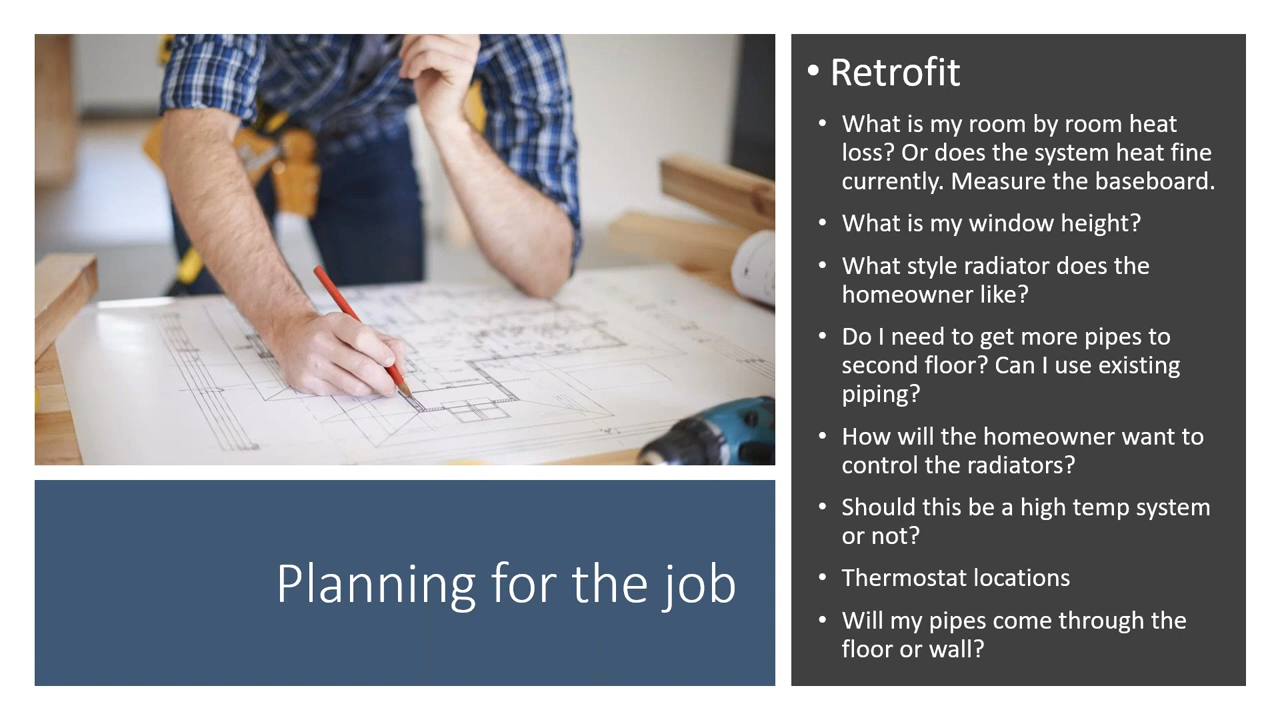 • Retrofit
• What is my room by room heat
loss? Or does the system heat fine
currently. Measure the baseboard.
• What is my window height?
• What style radiator does the
homeowner like?
• Do I need to get more pipes to
second floor? Can I use existing
piping?
• How will the homeowner want to
control the radiators?
• Should this be a high temp system
or not?
• Thermostat locations
• Will my pipes come through the
floor or wall?
Planning for the job